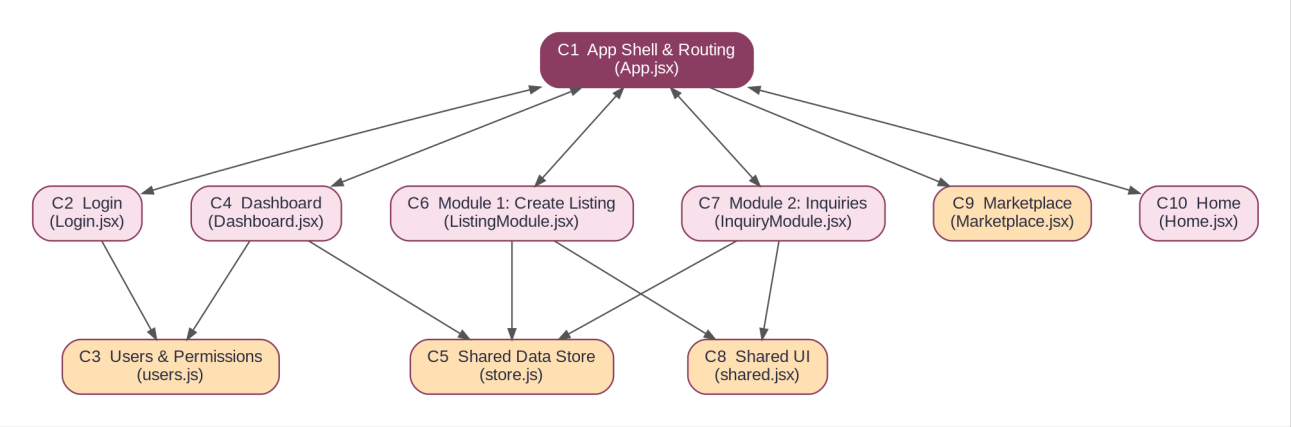 C1 App Shell & Routing
(App.jsx)
C2 Login
(Login.jsx)
C4 Dashboard
(Dashboard.jsx)
C6 Module 1: Create Listing
(ListingModule.jsx)
C7 Module 2: Inquiries
(InquiryModule.jsx)
C9 Marketplace
(Marketplace.jsx)
C10 Home
(Home.jsx)
C3 Users & Permissions
(users.js)
C5 Shared Data Store
(store.js)
C8 Shared UI
(shared.jsx)